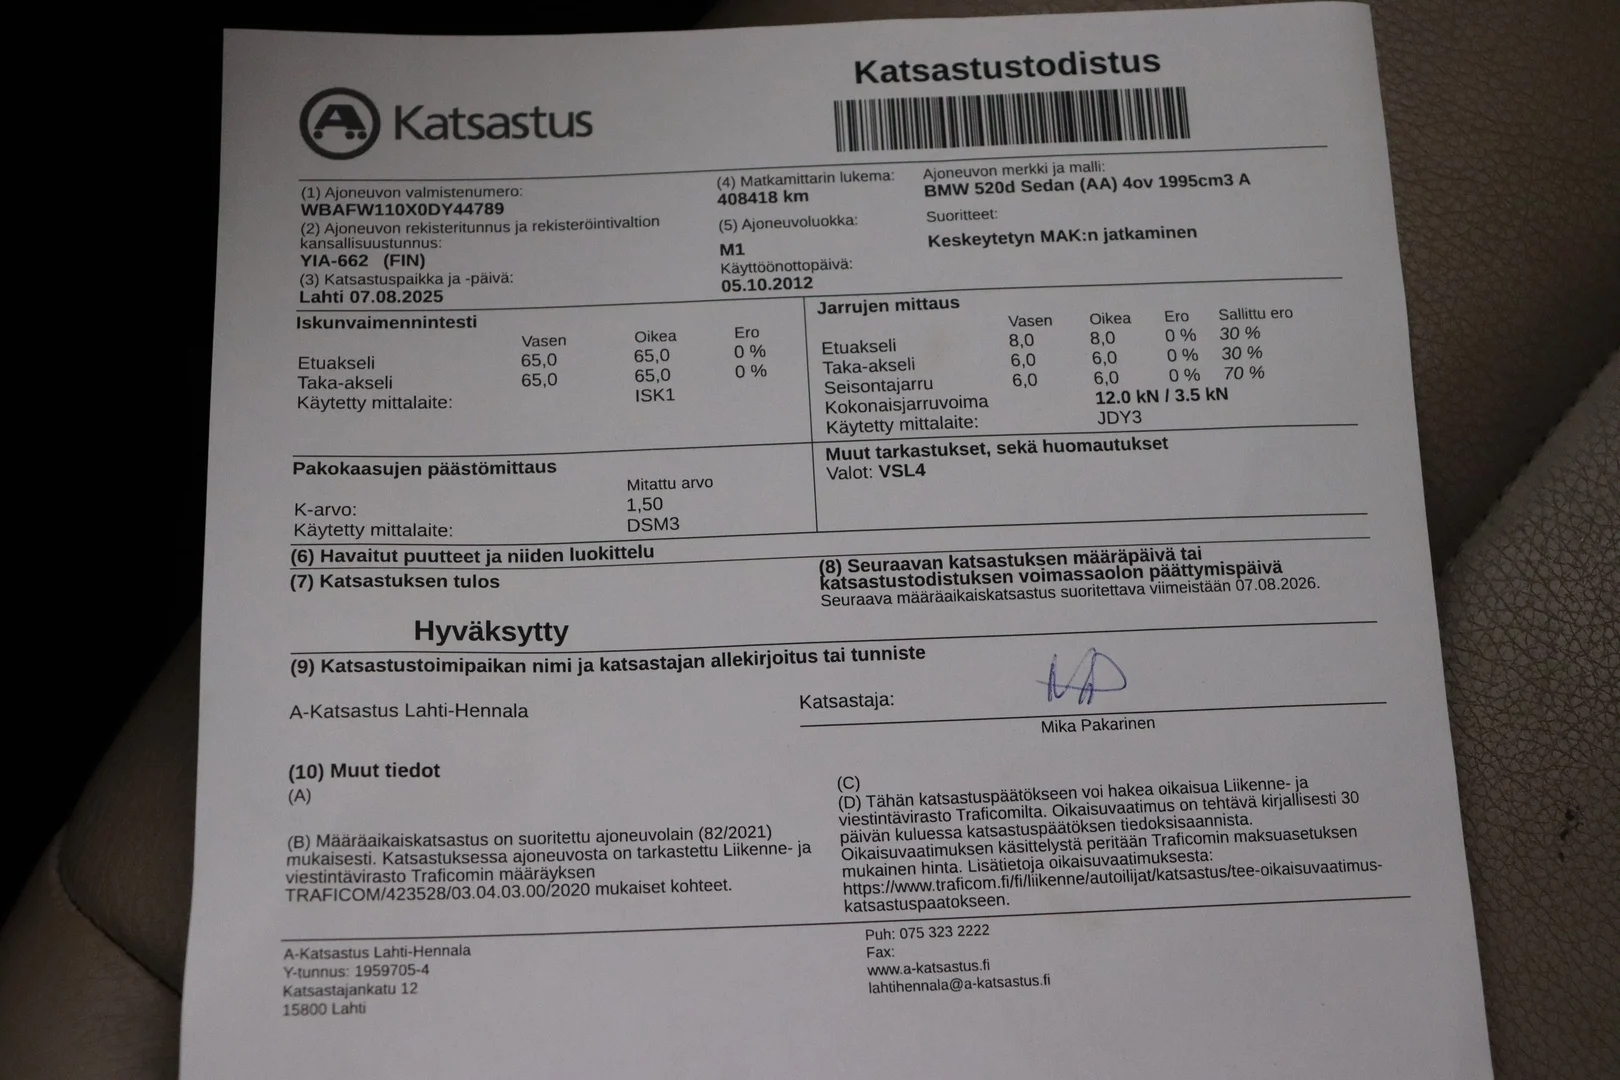 Katsastustodistus
A Katsastus
(1) Ajoneuvon valmistenumero:
WBAFW110X0DY44789
(2) Ajoneuvon rekisteritunnus ja rekisteröintivaltion
kansallisuustunnus:
YIA-662 (FIN)
(3) Katsastuspaikka ja -päivä:
Lahti 07.08.2025
(4) Matkamittarin lukema:
408418 km
(5) Ajoneuvoluokka:
M1
Käyttöönottopäivä:
05.10.2012
Ajoneuvon merkki ja malli:
BMW 520d Sedan (AA) 4ov 1995cm3 A
Suoritteet:
Keskeytetyn MAK:n jatkaminen
Iskunvaimennintesti
Vasen Oikea Ero
Etuakseli 65,0 65,0 0 %
Taka-akseli 65,0 65,0 0 %
Käytetty mittalaite: ISK1
Jarrujen mittaus
Vasen Oikea Ero Sallittu ero
Etuakseli 8,0 8,0 0 % 30 %
Taka-akseli 6,0 6,0 0 % 30 %
Seisontajarru 6,0 6,0 0 % 70 %
Kokonaisjarruvoima 12.0 kN / 3.5 kN
Käytetty mittalaite: JDY3
Pakokaasujen päästömittaus
Mitattu arvo
K-arvo: 1,50
Käytetty mittalaite: DSM3
Muut tarkastukset, sekä huomautukset
Valot: VSL4
(6) Havaitut puutteet ja niiden luokittelu
(7) Katsastuksen tulos
Hyväksytty
(8) Seuraavan katsastuksen määräpäivä tai
katsastustodistuksen voimassaolon päättymispäivä
Seuraava määräaikaiskatsastus suoritettava viimeistään 07.08.2026.
(9) Katsastustoimipaikan nimi ja katsastajan allekirjoitus tai tunniste
A-Katsastus Lahti-Hennala
Katsastaja:
Mika Pakarinen
(10) Muut tiedot
(A)
(B) Määräaikaiskatsastus on suoritettu ajoneuvolain (82/2021)
mukaisesti. Katsastuksessa ajoneuvosta on tarkastettu Liikenne- ja
viestintävirasto Traficomin määräyksen
TRAFICOM/423528/03.04.03.00/2020 mukaiset kohteet.
(C)
(D) Tähän katsastuspäätökseen voi hakea oikaisua Liikenne- ja
viestintävirasto Traficomilta. Oikaisuvaatimus on tehtävä kirjallisesti 30
päivän kuluessa katsastuspäätöksen tiedoksisaannista.
Oikaisuvaatimuksen käsittelystä peritään Traficomin maksuasetuksen
mukainen hinta. Lisätietoja oikaisuvaatimuksesta:
https://www.traficom.fi/fi/liikenne/autoilijat/katsastus/tee-oikaisuvaatimus-
katsastuspaatokseen.
A-Katsastus Lahti-Hennala
Y-tunnus: 1959705-4
Katsastajankatu 12
15800 Lahti
Puh: 075 323 2222
Fax:
www.a-katsastus.fi
lahtihennala@a-katsastus.fi